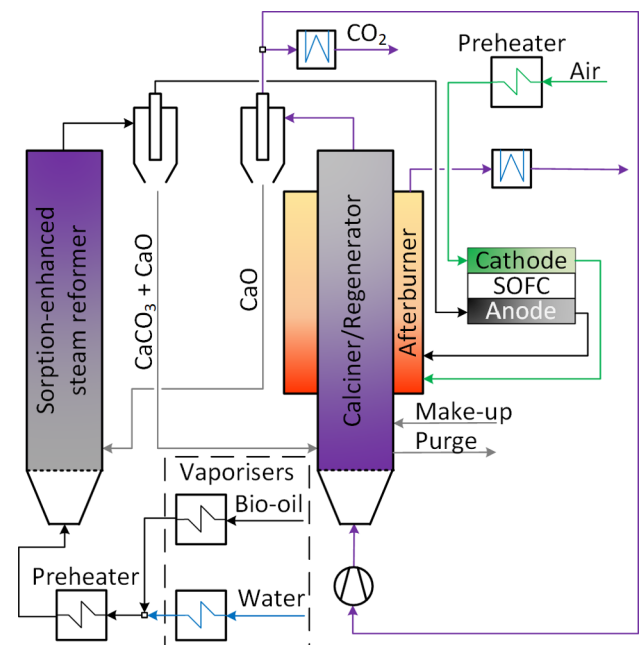 CO₂
Preheater
Air
Sorption-enhanced
steam reformer
CaCO₃ + CaO
CaO
Calciner/Regenerator
Afterburner
Cathode
SOFC
Anode
Make-up
Purge
Vaporisers
Bio-oil
Preheater
Water